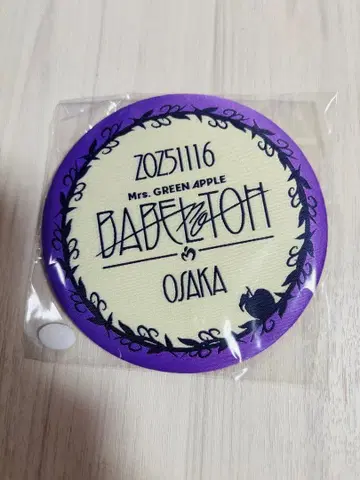 20251116
Mrs. GREEN APPLE
BABEL no TOH
OSAKA